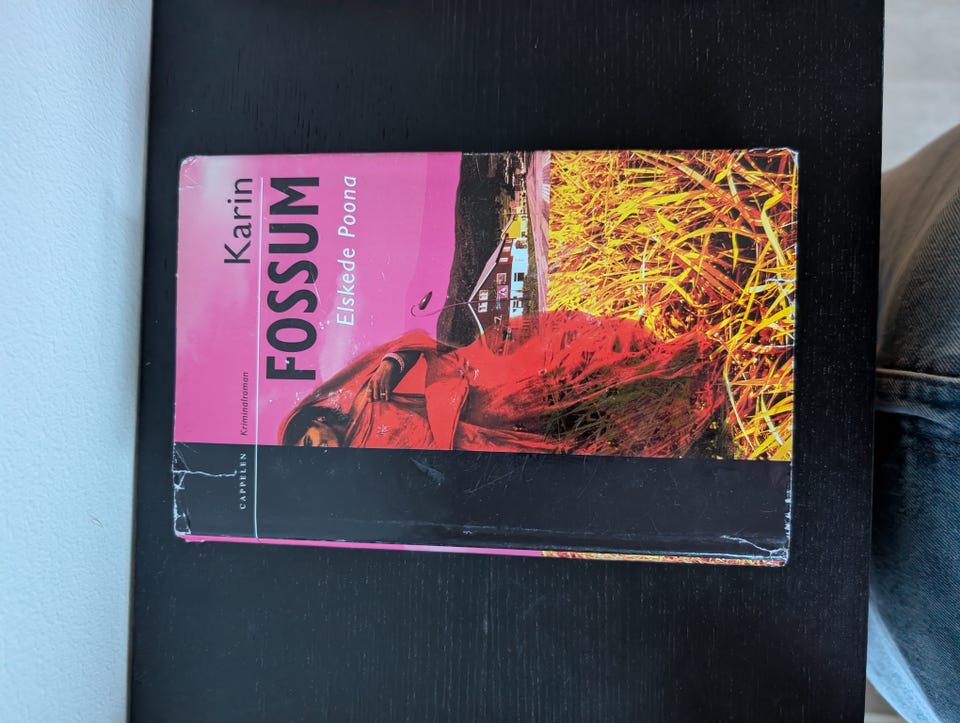 Karin
FOSSUM
Elskede Poona
Kriminalroman
CAPPELEN